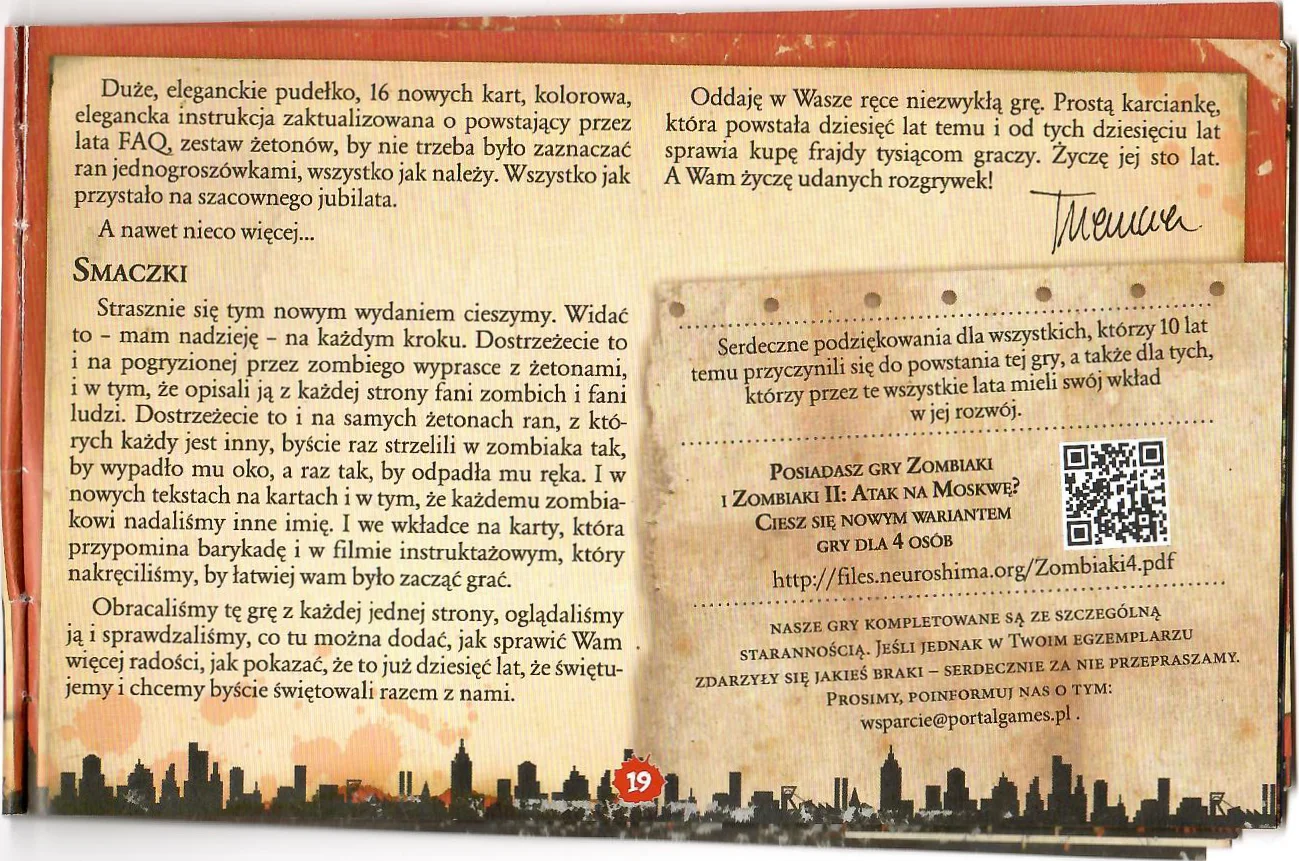 Duże, eleganckie pudełko, 16 nowych kart, kolorowa,
elegancka instrukcja zaktualizowana o powstający przez
lata FAQ, zestaw żetonów, by nie trzeba było zaznaczać
ran jednogroszówkami, wszystko jak należy. Wszystko jak
przystało na szacownego jubilata.
A nawet nieco więcej...
Smaczki
Strasznie się tym nowym wydaniem cieszymy. Widać
to – mam nadzieję – na każdym kroku. Dostrzeżecie to
i na pogryzionej przez zombiego wyprasce z żetonami,
i w tym, że opisali ją z każdej strony fani zombich i fani
ludzi. Dostrzeżecie to i na samych żetonach ran, z któ-
rych każdy jest inny, byście raz strzelili w zombiaka tak,
by wypadło mu oko, a raz tak, by odpadła mu ręka. I w
nowych tekstach na kartach i w tym, że każdemu zombia-
kowi nadaliśmy inne imię. I we wkładce na karty, która
przypomina barykadę i w filmie instruktażowym, który
nakręciliśmy, by łatwiej wam było zacząć grać.
Obracaliśmy tę grę z każdej jednej strony, oglądaliśmy
ją i sprawdzaliśmy, co tu można dodać, jak sprawić Wam
więcej radości, jak pokazać, że to już dziesięć lat, że świętu-
jemy i chcemy byście świętowali razem z nami.
Oddaję w Wasze ręce niezwykłą grę. Prostą karciankę,
która powstała dziesięć lat temu i od tych dziesięciu lat
sprawia kupę frajdy tysiącom graczy. Życzę jej sto lat.
A Wam życzę udanych rozgrywek!
Serdeczne podziękowania dla wszystkich, którzy 10 lat
temu przyczynili się do powstania tej gry, a także dla tych,
którzy przez te wszystkie lata mieli swój wkład
w jej rozwój.
Posiadasz gry Zombiaki
i Zombiaki II: Atak na Moskwę?
Ciesz się nowym wariantem
gry dla 4 osób
http://files.neuroshima.org/Zombiaki4.pdf
nasze gry kompletowane są ze szczególną
starannością. Jeśli jednak w Twoim egzemplarzu
zdarzyły się jakieś braki – serdecznie za nie przepraszamy.
Prosimy, poinformuj nas o tym:
wsparcie@portalgames.pl .
19